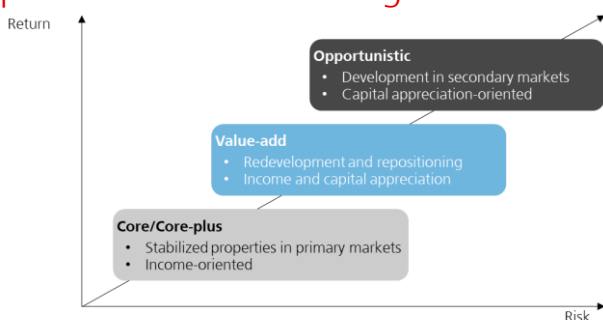 Return
Opportunistic
• Development in secondary markets
• Capital appreciation-oriented
Value-add
• Redevelopment and repositioning
• Income and capital appreciation
Core/Core-plus
• Stabilized properties in primary markets
• Income-oriented
Risk